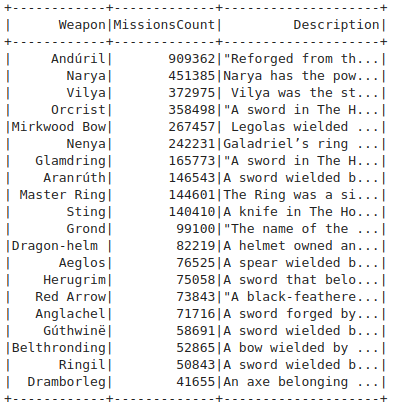 +------------+-------------+--------------------+
|      Weapon|MissionsCount|         Description|
+------------+-------------+--------------------+
|     Andúril|       909362|"Reforged from th...|
|       Narya|       451385|Narya has the pow...|
|       Vilya|       372975| Vilya was the st...|
|     Orcrist|       358498|"A sword in The H...|
|Mirkwood Bow|       267457| Legolas wielded ...|
|       Nenya|       242231|Galadriel’s ring ...|
|   Glamdring|       165773|"A sword in The H...|
|    Aranrúth|       146543|A sword wielded b...|
| Master Ring|       144601|The Ring was a si...|
|       Sting|       140410|A knife in The Ho...|
|       Grond|        99100|"The name of the ...|
|Dragon-helm |        82219|A helmet owned an...|
|      Aeglos|        76525|A spear wielded b...|
|    Herugrim|        75058|A sword that belo...|
|   Red Arrow|        73843|"A black-feathere...|
|   Anglachel|        71716|A sword forged by...|
|    Gúthwinë|        58691|A sword wielded b...|
|Belthronding|        52865|A bow wielded by ...|
|      Ringil|        50843|A sword wielded b...|
|  Dramborleg|        41655|An axe belonging ...|
+------------+-------------+--------------------+